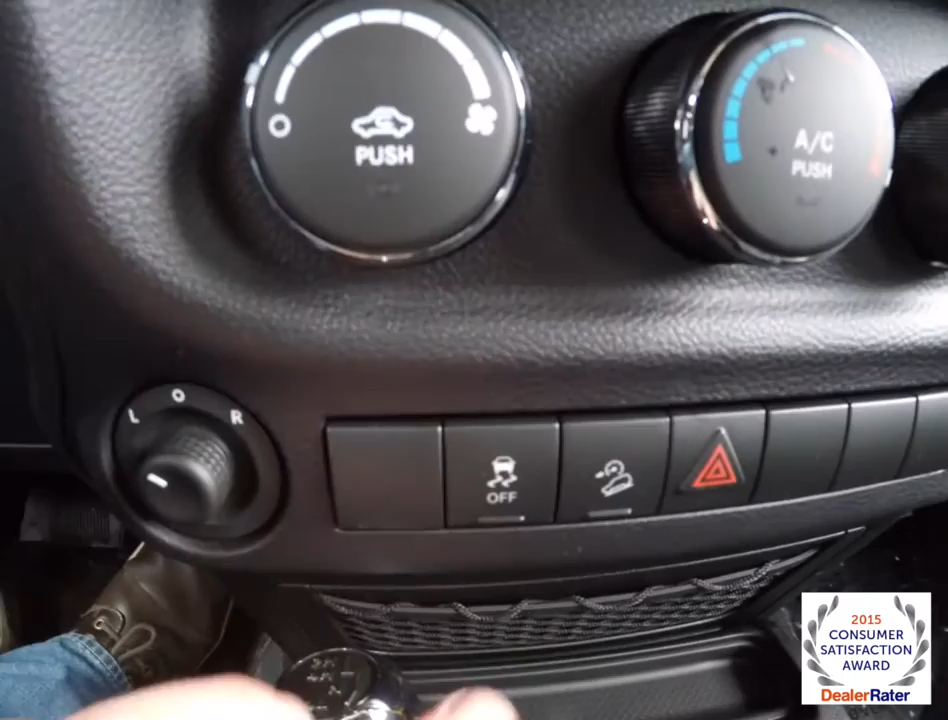 PUSH
A/C
PUSH
L O R
OFF
2015
CONSUMER
SATISFACTION
AWARD
DealerRater